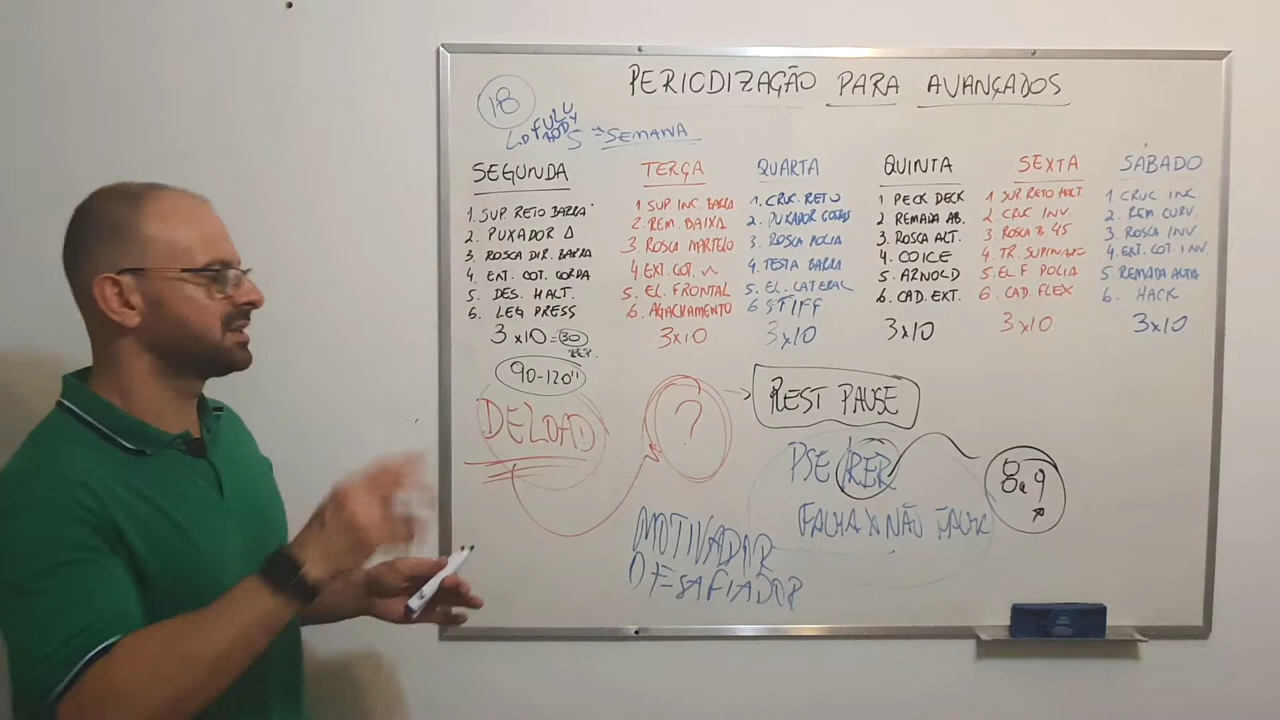 PERIODIZAÇÃO PARA AVANÇADOS
18
FULL BODY
5 = SEMANA
SEGUNDA
1. SUP RETO BARRA
2. PUXADOR Δ
3. ROSCA DIR. BARRA
4. EXT. COT. CORDA
5. DES. HALT.
6. LEG PRESS
3x10=30
REP.
90-120"
TERÇA
1 SUP. INC. BARRA
2. REM. BAIXA
3. ROSCA MARTELO
4. EXT. COT.
5. EL. FRONTAL
6. AGACHAMENTO
3x10
QUARTA
1. CRUC. RETO
2. PUXADOR COSTAS
3. ROSCA POLIA
4. TESTA BARRA
5. EL. LATERAL
6 STIFF
3x10
QUINTA
1 PECK DECK
2. REMADA AB.
3. ROSCA ALT.
4. COICE
5. ARNOLD
6. CAD. EXT.
3x10
SEXTA
1 SUP. RETO HALT.
2 CRUC INV.
3. ROSCA B 45
4. TR. SUPINADO
5. EL F POLIA
6 CAD. FLEX
3x10
SÁBADO
1 CRUC INC.
2. REM CURV.
3. ROSCA INV.
4. EXT. COT INV.
5. REMADA ALTA
6. HACK
3x10
DELOAD
?
REST PAUSE
PSE RER
8 a 9
FALHA X NÃO FALHA
MOTIVADOR
DESAFIADOR